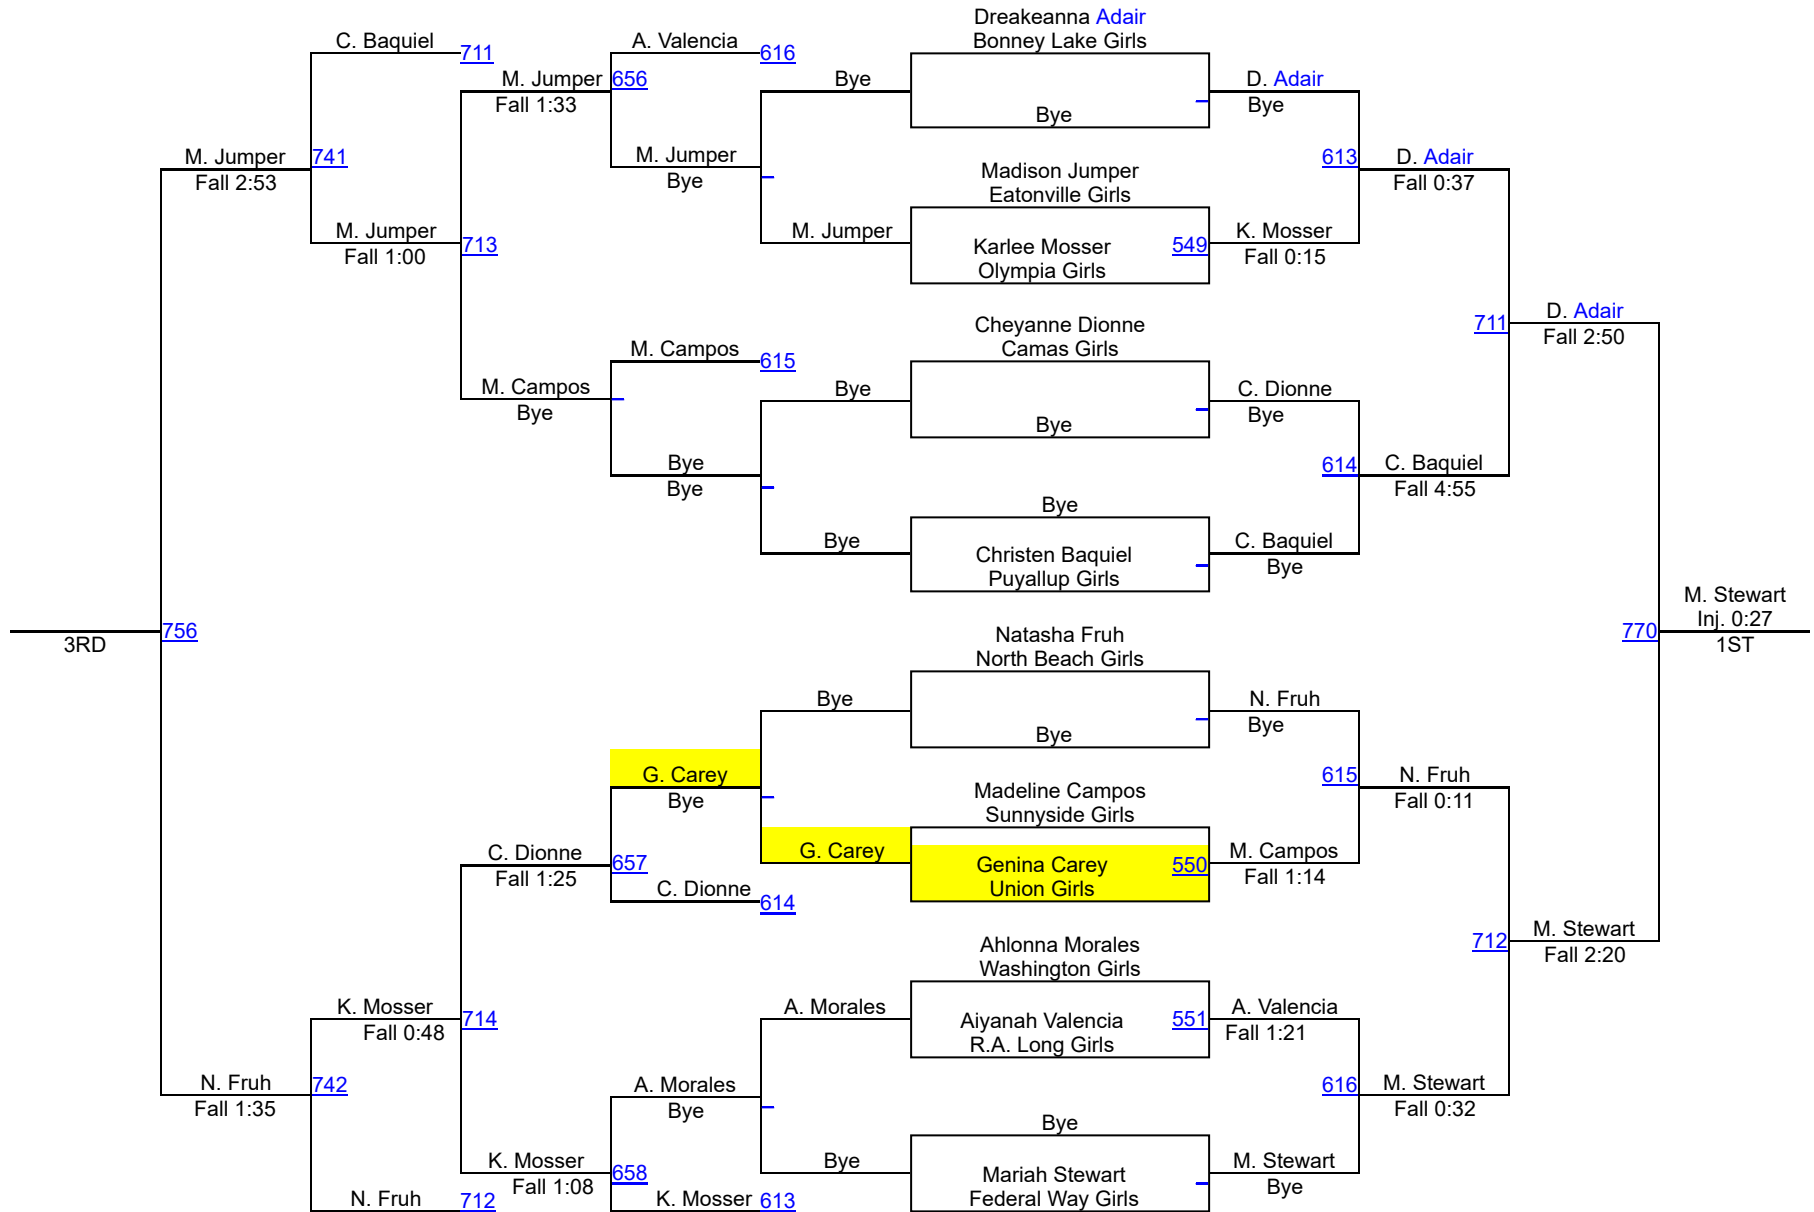 Dreakeanna Adair
Bonney Lake Girls
C. Baquiel
711
A. Valencia
616
M. Jumper
656
Fall 1:33
Bye
Bye
D. Adair
Bye
M. Jumper
741
Fall 2:53
M. Jumper
Bye
Madison Jumper
Eatonville Girls
613
D. Adair
Fall 0:37
M. Jumper
713
Fall 1:00
M. Jumper
Karlee Mosser
549
Olympia Girls
K. Mosser
Fall 0:15
Cheyanne Dionne
Camas Girls
711
D. Adair
Fall 2:50
M. Campos
615
M. Campos
Bye
Bye
Bye
C. Dionne
Bye
Bye
Bye
614
C. Baquiel
Fall 4:55
Bye
Bye
Christen Baquiel
Puyallup Girls
C. Baquiel
Bye
756
3RD
Natasha Fruh
North Beach Girls
770
M. Stewart
Inj. 0:27
1ST
Bye
Bye
N. Fruh
Bye
G. Carey
Bye
Madeline Campos
Sunnyside Girls
615
N. Fruh
Fall 0:11
C. Dionne
657
Fall 1:25
G. Carey
Genina Carey
550
Union Girls
M. Campos
Fall 1:14
C. Dionne
614
Ahlonna Morales
Washington Girls
712
M. Stewart
Fall 2:20
K. Mosser
714
Fall 0:48
A. Morales
Aiyanah Valencia
551
R.A. Long Girls
A. Valencia
Fall 1:21
N. Fruh
742
Fall 1:35
A. Morales
Bye
616
M. Stewart
Fall 0:32
Bye
K. Mosser
658
Fall 1:08
Bye
Mariah Stewart
Federal Way Girls
M. Stewart
Bye
N. Fruh
712
K. Mosser
613